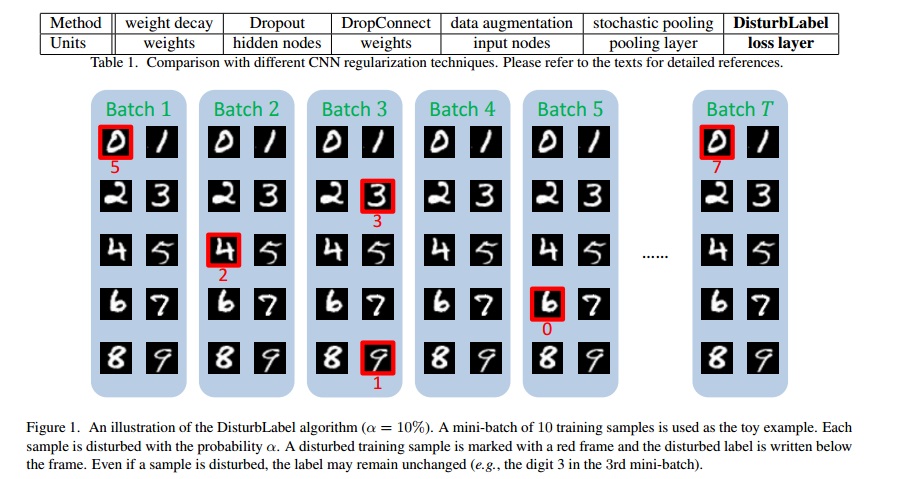 Method weight decay Dropout DropConnect data augmentation stochastic pooling DisturbLabel
Units weights hidden nodes weights input nodes pooling layer loss layer
Table 1. Comparison with different CNN regularization techniques. Please refer to the texts for detailed references.
Batch 1 Batch 2 Batch 3 Batch 4 Batch 5 Batch T
0 1 0 1 0 1 0 1 0 1 0 1
5 7
2 3 2 3 2 3 2 3 2 3 2 3
3
4 5 4 5 4 5 4 5 4 5 ...... 4 5
2
6 7 6 7 6 7 6 7 6 7 6 7
0
8 9 8 9 8 9 8 9 8 9 8 9
1
Figure 1. An illustration of the DisturbLabel algorithm (α = 10%). A mini-batch of 10 training samples is used as the toy example. Each
sample is disturbed with the probability α. A disturbed training sample is marked with a red frame and the disturbed label is written below
the frame. Even if a sample is disturbed, the label may remain unchanged (e.g., the digit 3 in the 3rd mini-batch).